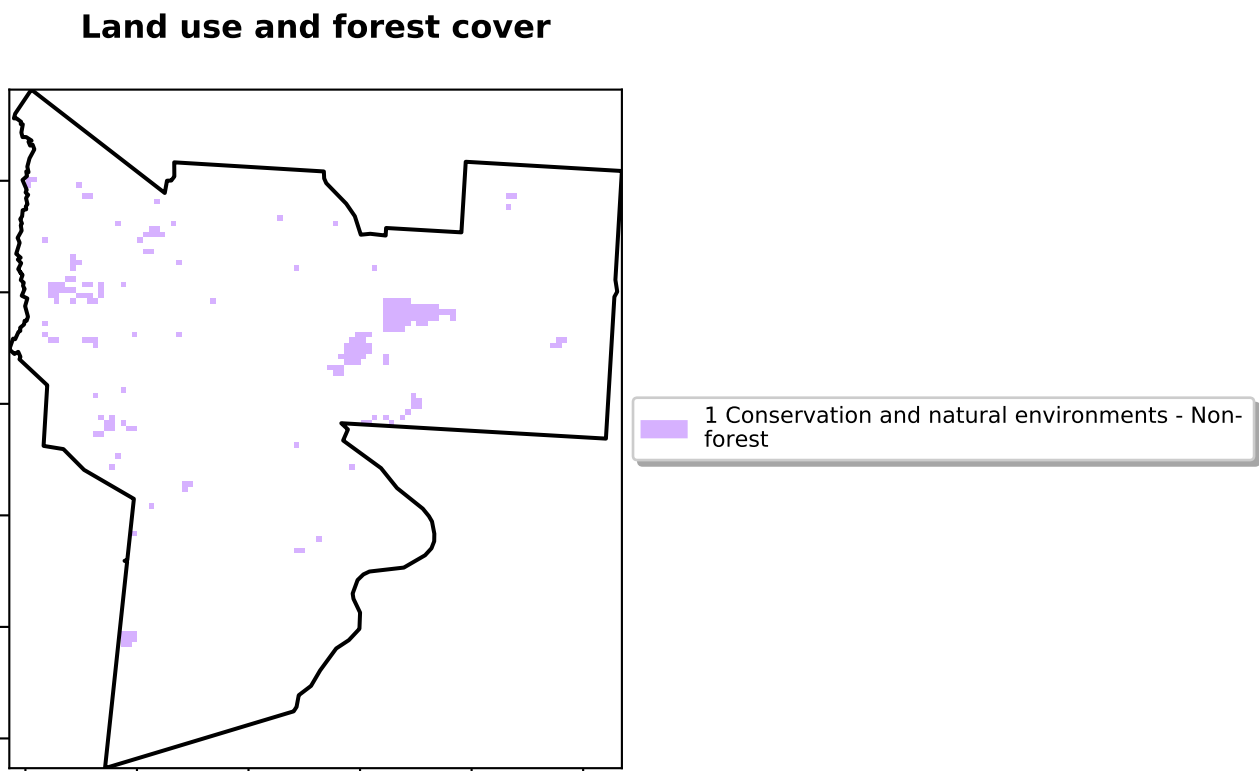 Land use and forest cover
1 Conservation and natural environments - Non-
forest